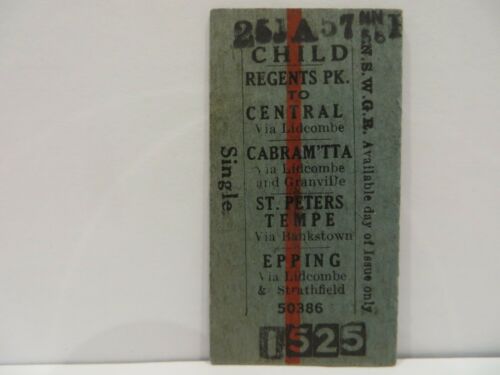 CHILD
REGENTS PK.
TO
CENTRAL
Via Lidcombe
CABRAM'TTA
Via Lidcombe
and Granville
ST. PETERS
TEMPE
Via Bankstown
EPPING
Via Lidcombe
& Strathfield
50386
1525
Single.
N.S.W.G.R. Available day of Issue only